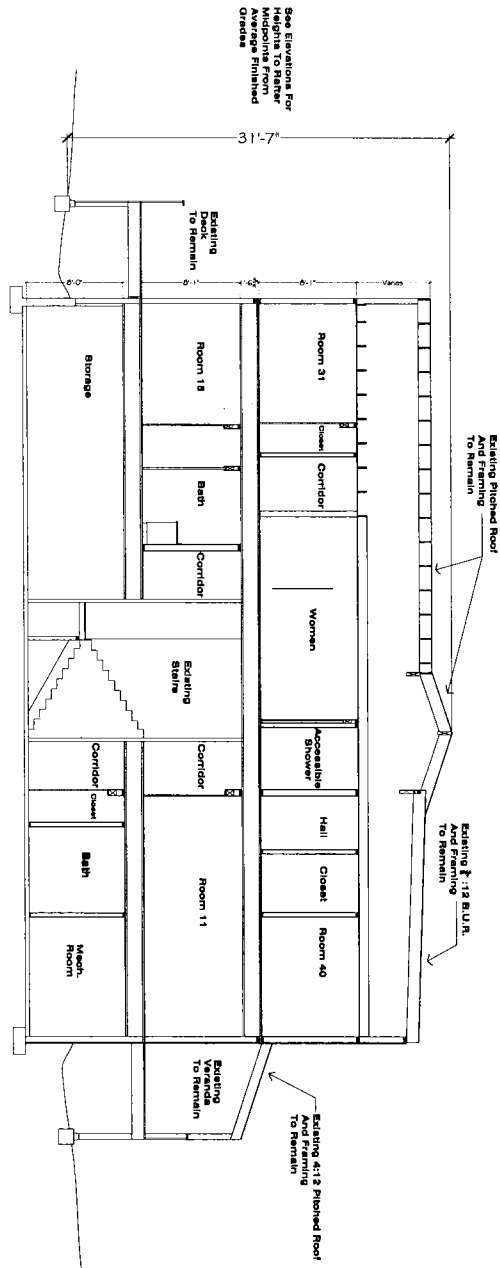 Existing Pitched Roof
And Framing
To Remain
Existing
:12 B.U.R.
And Framing
To Remain
Existing 4:12 Pitched Roof
And Framing
To Remain
Varies
8'-1"
Room 31
Closet
Corridor
Women
Accessible
Shower
Hall
Closet
Room 40
31'-7"
8'-1"
Existing
Deck
To Remain
Room 15
Bath
Corridor
Existing
Stairs
Corridor
Room 11
Existing
Veranda
To Remain
8'-0"
Storage
Corridor
Closet
Bath
Mech.
Room
See Elevations For
Heights To Rafter
Midpoints From
Average Finished
Grades